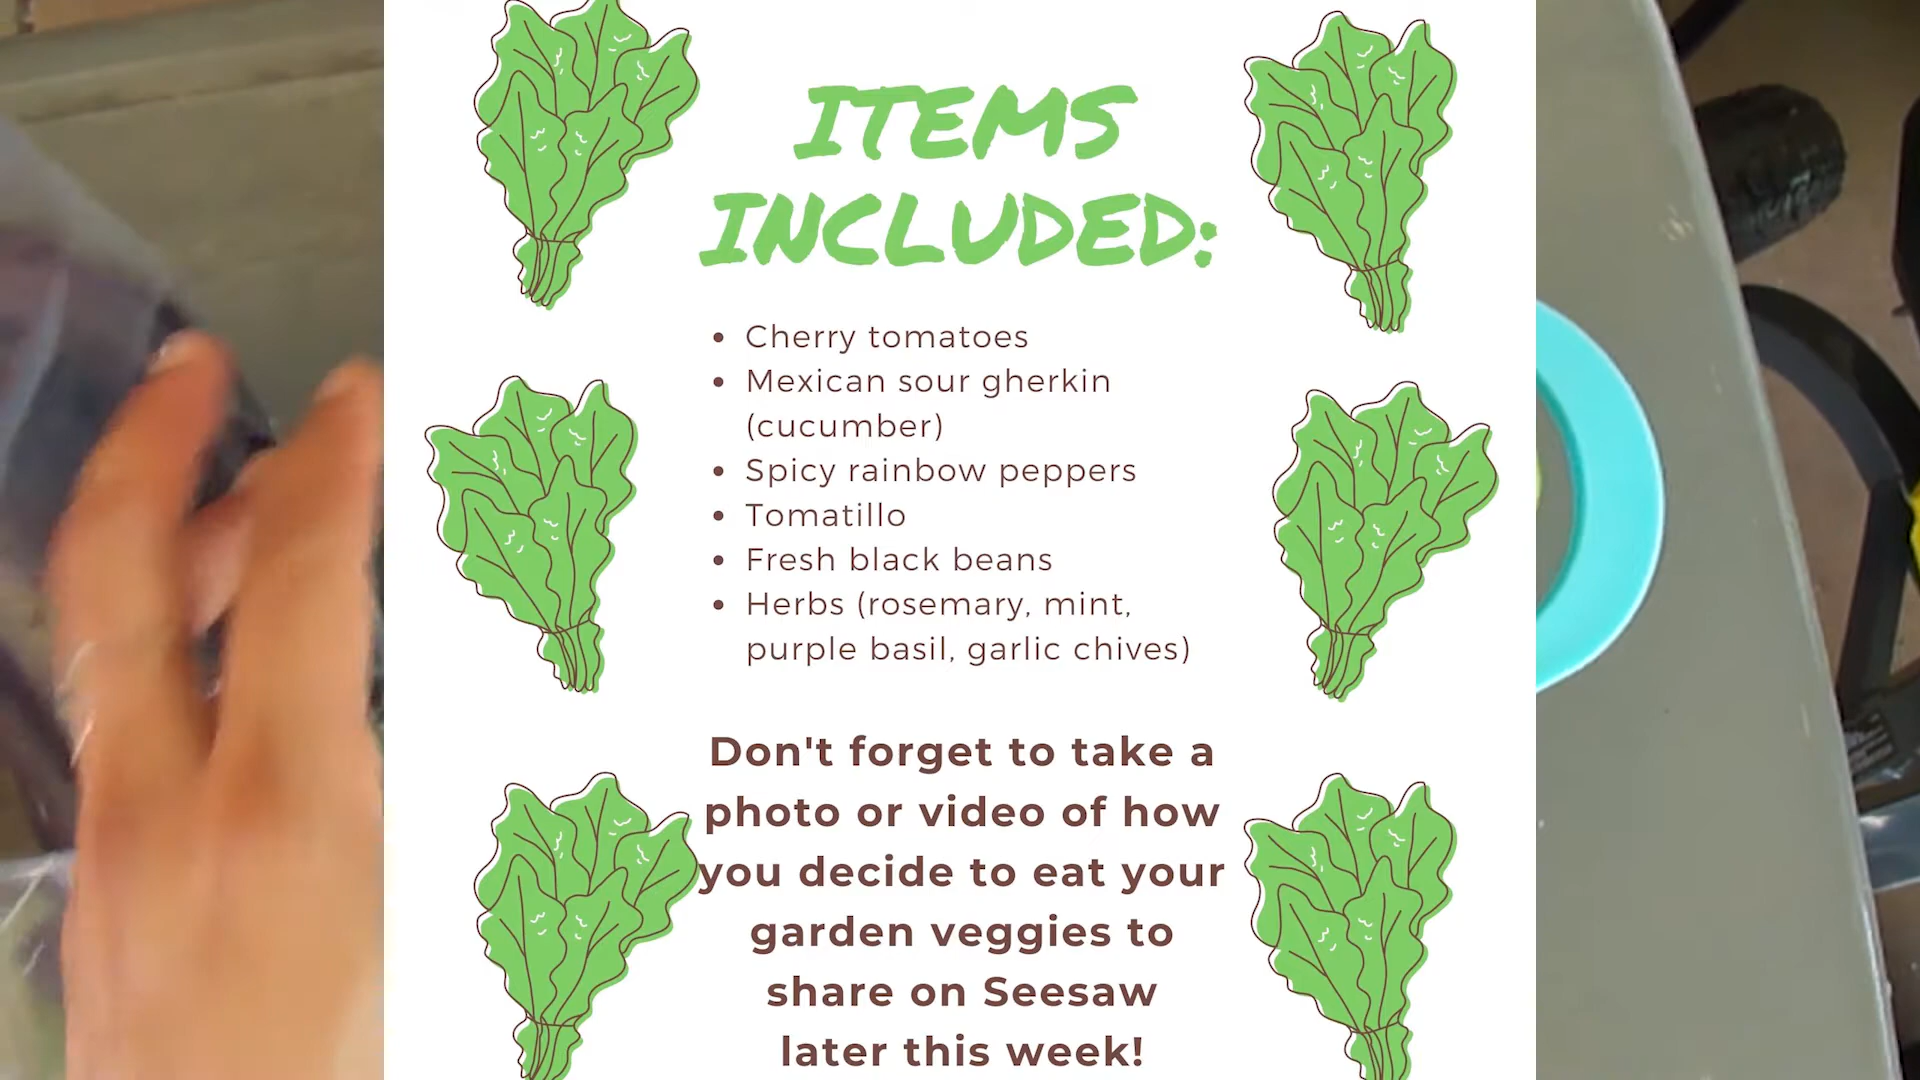 ITEMS
INCLUDED:
• Cherry tomatoes
• Mexican sour gherkin
(cucumber)
• Spicy rainbow peppers
• Tomatillo
• Fresh black beans
• Herbs (rosemary, mint,
purple basil, garlic chives)
Don't forget to take a
photo or video of how
you decide to eat your
garden veggies to
share on Seesaw
later this week!